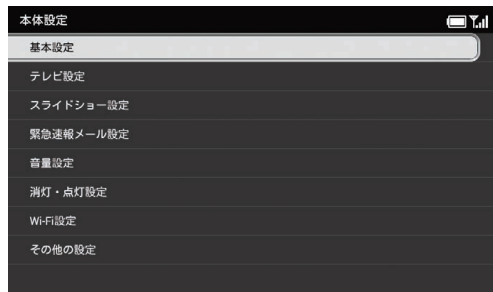 本体設定
基本設定
テレビ設定
スライドショー設定
緊急速報メール設定
音量設定
消灯・点灯設定
Wi-Fi設定
その他の設定